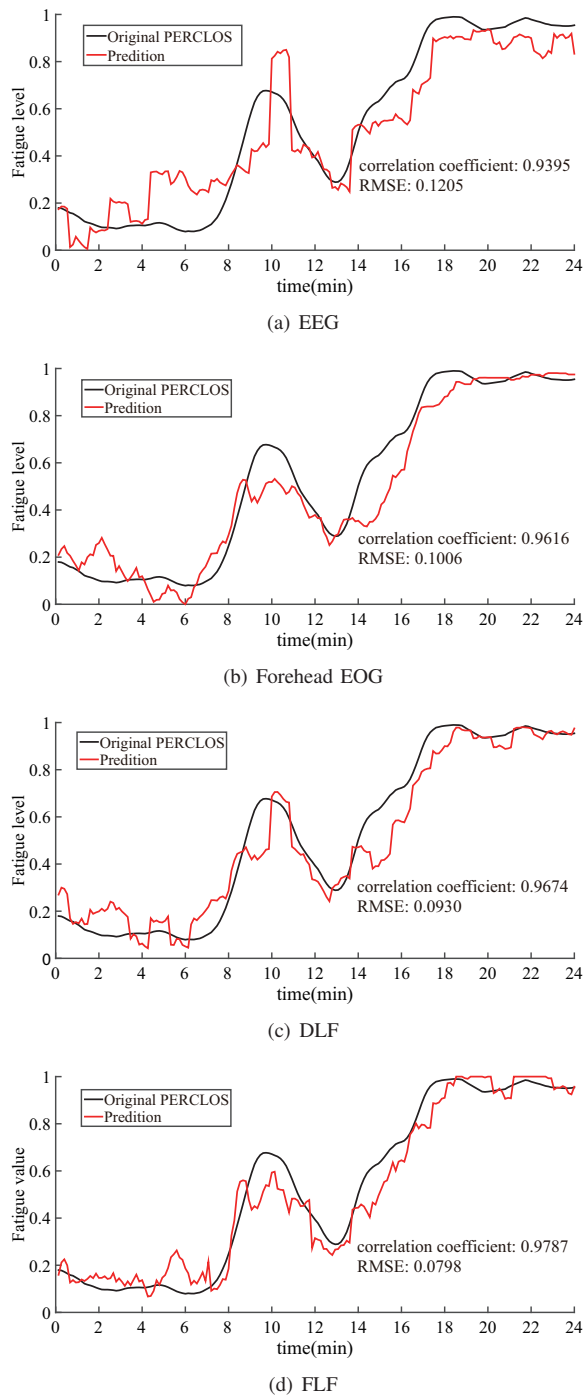 1
0.8
0.6
0.4
0.2
0
Fatigue level
Original PERCLOS
Predition
correlation coefficient: 0.9395
RMSE: 0.1205
0 2 4 6 8 10 12 14 16 18 20 22 24
time(min)
(a) EEG
1
0.8
0.6
0.4
0.2
0
Fatigue level
Original PERCLOS
Predition
correlation coefficient: 0.9616
RMSE: 0.1006
0 2 4 6 8 10 12 14 16 18 20 22 24
time(min)
(b) Forehead EOG
1
0.8
0.6
0.4
0.2
0
Fatigue level
Original PERCLOS
Predition
correlation coefficient: 0.9674
RMSE: 0.0930
0 2 4 6 8 10 12 14 16 18 20 22 24
time(min)
(c) DLF
1
0.8
0.6
0.4
0.2
0
Fatigue value
Original PERCLOS
Predition
correlation coefficient: 0.9787
RMSE: 0.0798
0 2 4 6 8 10 12 14 16 18 20 22 24
time(min)
(d) FLF